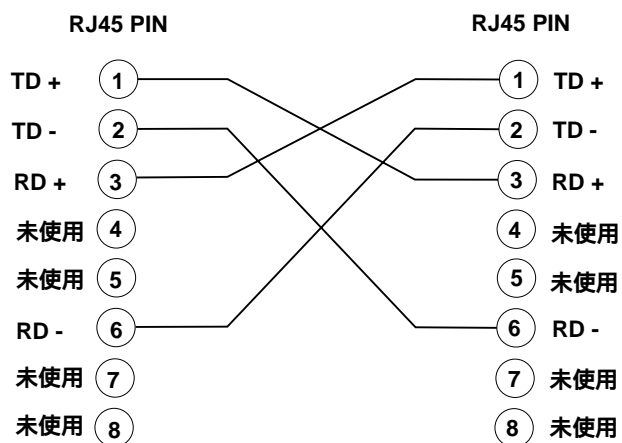 RJ45 PIN RJ45 PIN
TD + 1 1 TD +
TD - 2 2 TD -
RD + 3 3 RD +
未使用 4 4 未使用
未使用 5 5 未使用
RD - 6 6 RD -
未使用 7 7 未使用
未使用 8 8 未使用